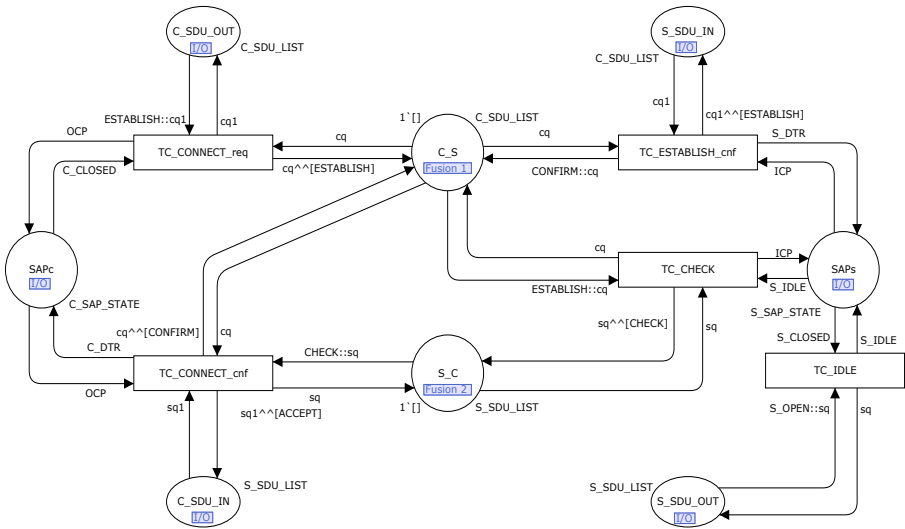 C_SDU_OUT
I/O
C_SDU_LIST
S_SDU_IN
I/O
C_SDU_LIST
ESTABLISH::cq1
cq1
cq1
cq1^^[ESTABLISH]
1`[]
C_SDU_LIST
OCP
TC_CONNECT_req
cq
cq^^[ESTABLISH]
C_S
Fusion 1
cq
CONFIRM::cq
TC_ESTABLISH_cnf
S_DTR
ICP
C_CLOSED
SAPc
I/O
C_SAP_STATE
cq
ESTABLISH::cq
TC_CHECK
ICP
S_IDLE
SAPs
I/O
S_SAP_STATE
cq^^[CONFIRM]
cq
sq^^[CHECK]
sq
S_CLOSED
S_IDLE
C_DTR
TC_CONNECT_cnf
CHECK::sq
sq
S_C
Fusion 2
1`[]
S_SDU_LIST
TC_IDLE
OCP
sq1
sq1^^[ACCEPT]
S_OPEN::sq
sq
S_SDU_LIST
C_SDU_IN
I/O
S_SDU_LIST
S_SDU_OUT
I/O